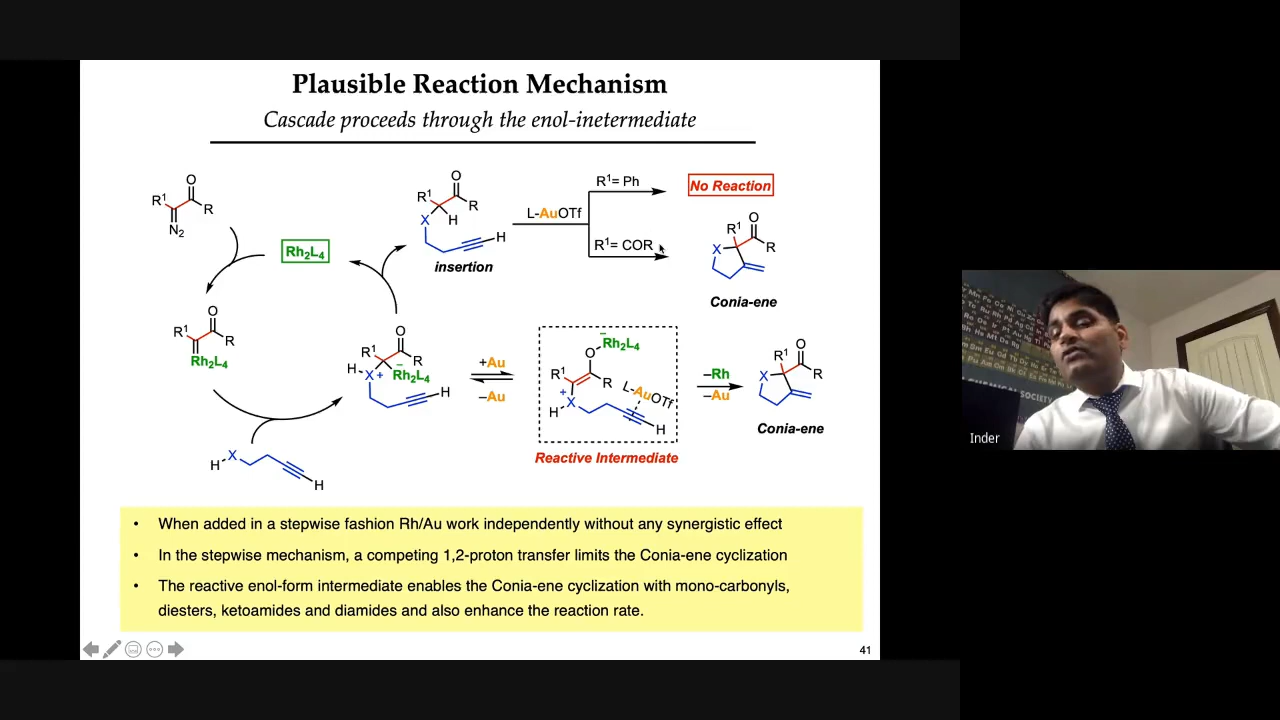 Plausible Reaction Mechanism
Cascade proceeds through the enol-inetermediate
R¹ O R N₂
Rh₂L₄
R¹ O R X H H
insertion
L-AuOTf
R¹= Ph
No Reaction
R¹= COR
R¹ O X R
Conia-ene
R¹ O R Rh₂L₄
R¹ O R H X + − Rh₂L₄ H
+Au
–Au
− Rh₂L₄ O R¹ R + H X L-AuOTf H
Reactive Intermediate
–Rh
–Au
R¹ O X R
Conia-ene
H X H
• When added in a stepwise fashion Rh/Au work independently without any synergistic effect
• In the stepwise mechanism, a competing 1,2-proton transfer limits the Conia-ene cyclization
• The reactive enol-form intermediate enables the Conia-ene cyclization with mono-carbonyls,
diesters, ketoamides and diamides and also enhance the reaction rate.
41
Inder